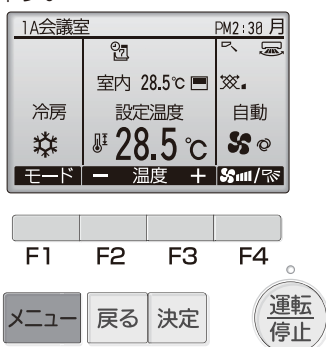 1A会議室 PM2:30 月
室内 28.5℃
冷房 設定温度 自動
28.5℃
モード － 温度 ＋
F1 F2 F3 F4
メニュー 戻る 決定 運転
停止